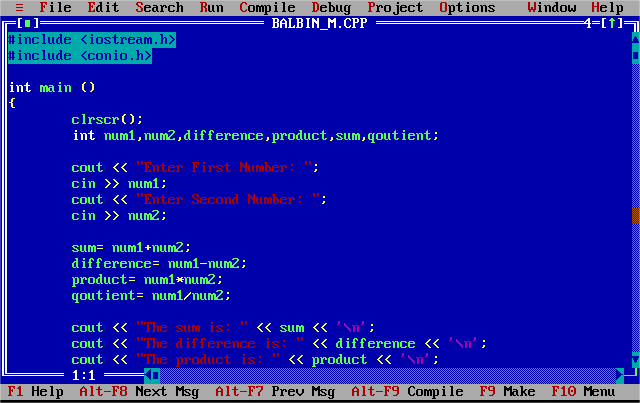 ≡ File Edit Search Run Compile Debug Project Options Window Help
[■] BALBIN_M.CPP 4=[↑]
#include <iostream.h>
#include <conio.h>
int main ()
{
clrscr();
int num1,num2,difference,product,sum,qoutient;
cout << "Enter First Number: ";
cin >> num1;
cout << "Enter Second Number: ";
cin >> num2;
sum= num1+num2;
difference= num1-num2;
product= num1*num2;
qoutient= num1/num2;
cout << "The sum is: " << sum << '\n';
cout << "The difference is: " << difference << '\n';
cout << "The product is: " << product << '\n';
1:1
F1 Help Alt-F8 Next Msg Alt-F7 Prev Msg Alt-F9 Compile F9 Make F10 Menu